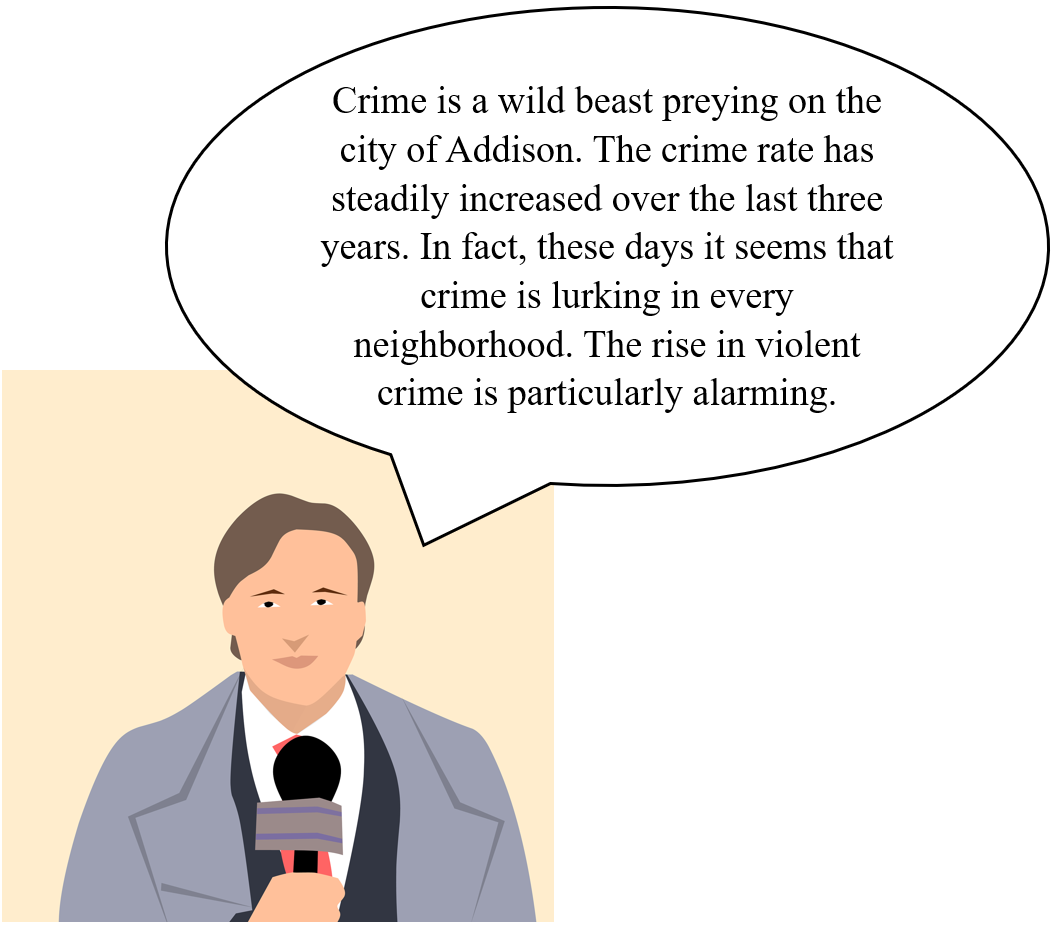 Crime is a wild beast preying on the
city of Addison. The crime rate has
steadily increased over the last three
years. In fact, these days it seems that
crime is lurking in every
neighborhood. The rise in violent
crime is particularly alarming.